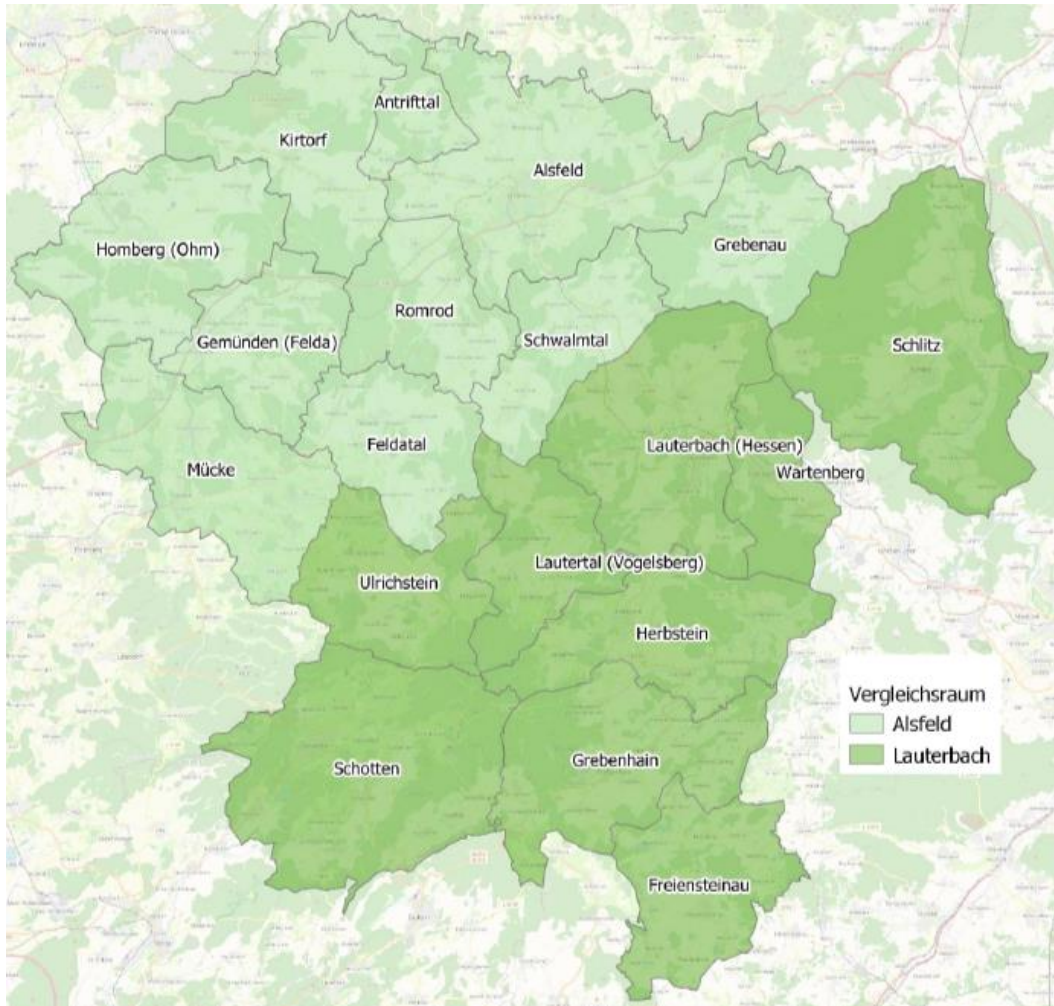 Antrifttal
Kirtorf
Alsfeld
Homberg (Ohm)
Grebenau
Romrod
Gemünden (Felda)
Schwalmtal
Schlitz
Feldatal
Lauterbach (Hessen)
Mücke
Wartenberg
Ulrichstein
Lautertal (Vogelsberg)
Herbstein
Vergleichsraum
Alsfeld
Lauterbach
Schotten
Grebenhain
Freiensteinau